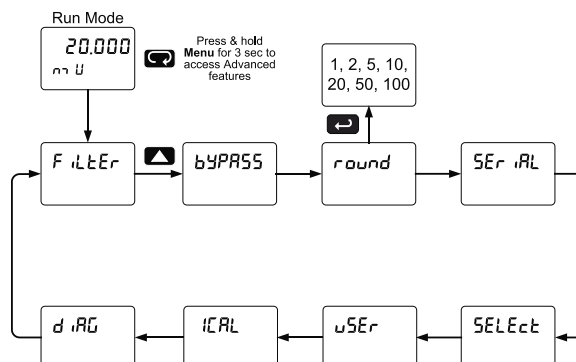 Run Mode
20.000
mV
Press & hold
Menu for 3 sec to
access Advanced
features
1, 2, 5, 10,
20, 50, 100
FiLtEr
bYPASS
round
SEriAL
diAG
ICAL
uSEr
SELEct